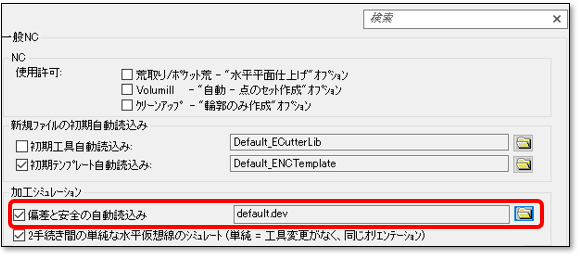 検索
一般NC
NC
使用許可:
荒取り/ポケット荒 - "水平平面仕上げ"オプション
Volumill - "自動 - 点のセット作成"オプション
クリーンアップ - "輪郭のみ作成"オプション
新規ファイルの初期自動読込み
初期工具自動読込み: Default_ECutterLib
初期テンプレート自動読込み: Default_ENCTemplate
加工シミュレーション
偏差と安全の自動読込み default.dev
2手続き間の単純な水平仮想線のシミュレート (単純 = 工具変更がなく、同じオリエンテーション)